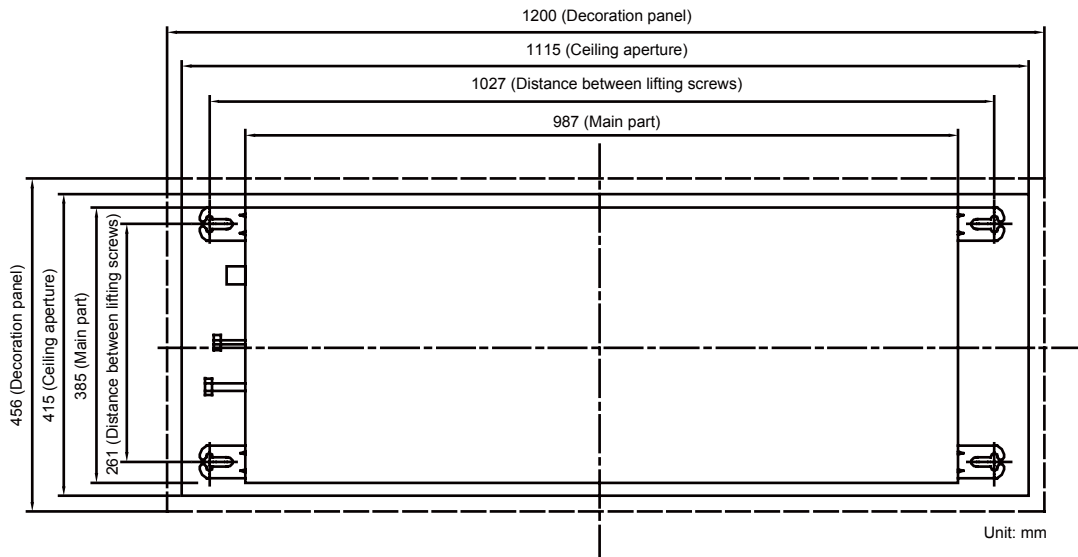 1200 (Decoration panel)
1115 (Ceiling aperture)
1027 (Distance between lifting screws)
987 (Main part)
456 (Decoration panel)
415 (Ceiling aperture)
385 (Main part)
261 (Distance between lifting screws)
Unit: mm